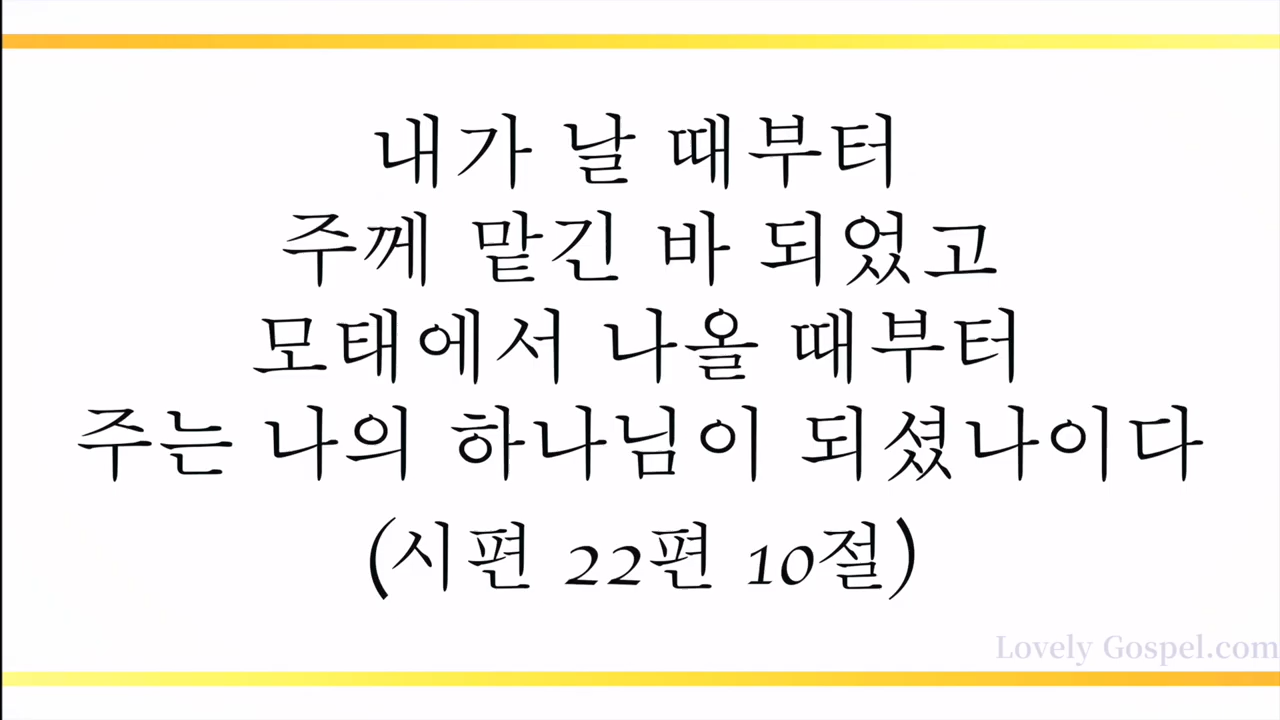 내가 날 때부터
주께 맡긴 바 되었고
모태에서 나올 때부터
주는 나의 하나님이 되셨나이다
(시편 22편 10절)
Lovely Gospel.com